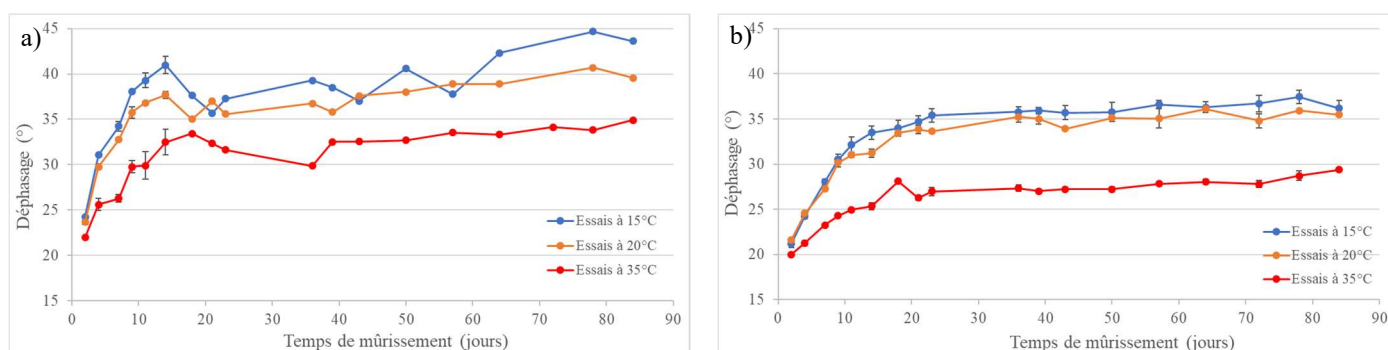 a)
45
40
35
30
25
20
15
Déphasage (°)
0 10 20 30 40 50 60 70 80 90
Temps de mûrissement (jours)
Essais à 15°C
Essais à 20°C
Essais à 35°C
b)
45
40
35
30
25
20
15
Déphasage (°)
0 10 20 30 40 50 60 70 80 90
Temps de mûrissement (jours)
Essais à 15°C
Essais à 20°C
Essais à 35°C